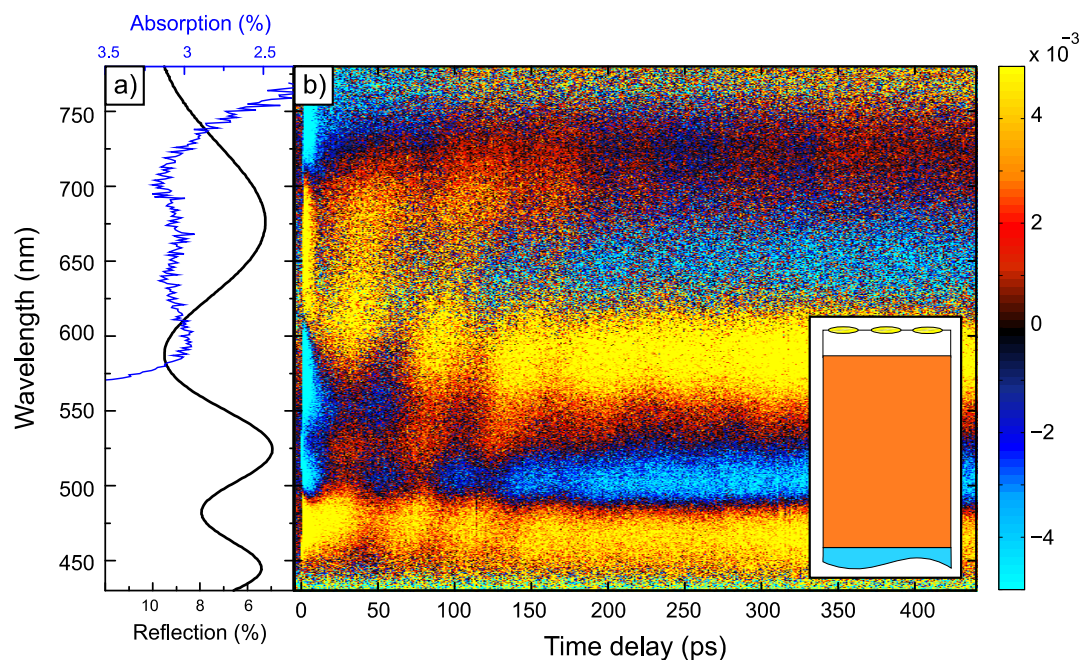 Absorption (%)
3.5 3 2.5
x 10⁻³
a) b)
750
700
650
600
550
500
450
4
2
0
−2
−4
Wavelength (nm)
10 8 6
0 50 100 150 200 250 300 350 400
Reflection (%)
Time delay (ps)